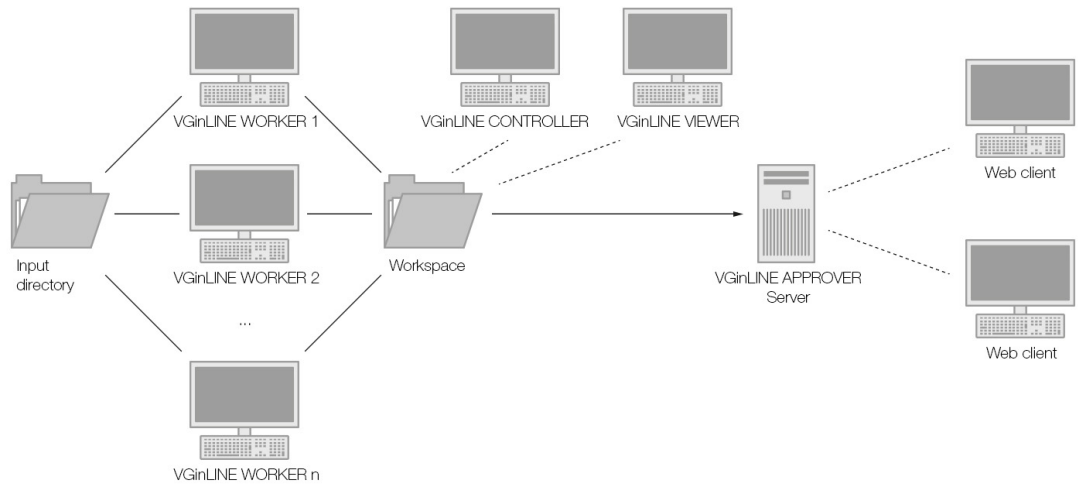 VGinLINE WORKER 1
VGinLINE CONTROLLER
VGinLINE VIEWER
Web client
Input
directory
VGinLINE WORKER 2
Workspace
VGinLINE APPROVER
Server
...
Web client
VGinLINE WORKER n